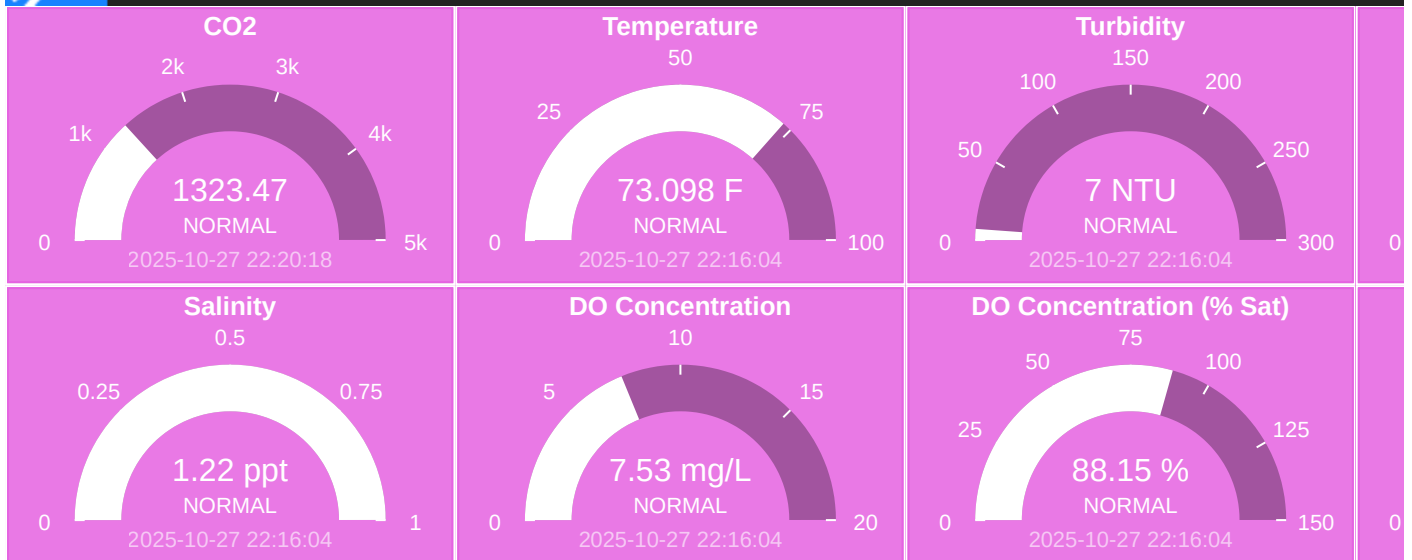 CO2
0
1k
2k
3k
4k
5k
1323.47
NORMAL
2025-10-27 22:20:18
Temperature
0
25
50
75
100
73.098 F
NORMAL
2025-10-27 22:16:04
Turbidity
0
50
100
150
200
250
300
7 NTU
NORMAL
2025-10-27 22:16:04
0
Salinity
0
0.25
0.5
0.75
1
1.22 ppt
NORMAL
2025-10-27 22:16:04
DO Concentration
0
5
10
15
20
7.53 mg/L
NORMAL
2025-10-27 22:16:04
DO Concentration (% Sat)
0
25
50
75
100
125
150
88.15 %
NORMAL
2025-10-27 22:16:04
0